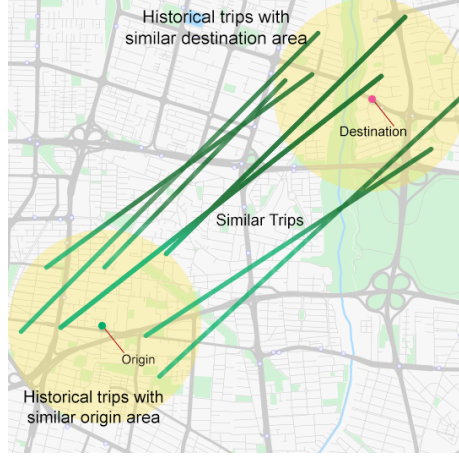 Historical trips with
similar destination area
Destination
Similar Trips
Origin
Historical trips with
similar origin area